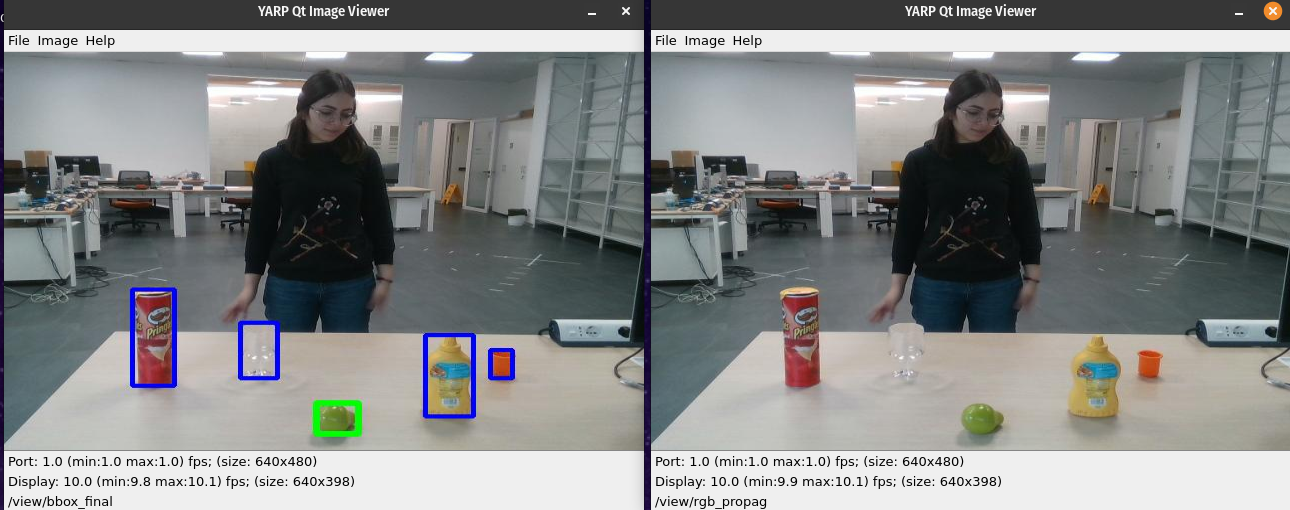 YARP Qt Image Viewer
File Image Help
Pringles
Port: 1.0 (min:1.0 max:1.0) fps; (size: 640x480)
Display: 10.0 (min:9.8 max:10.1) fps; (size: 640x398)
/view/bbox_final
YARP Qt Image Viewer
File Image Help
Pringles
Port: 1.0 (min:1.0 max:1.0) fps; (size: 640x480)
Display: 10.0 (min:9.9 max:10.1) fps; (size: 640x398)
/view/rgb_propag